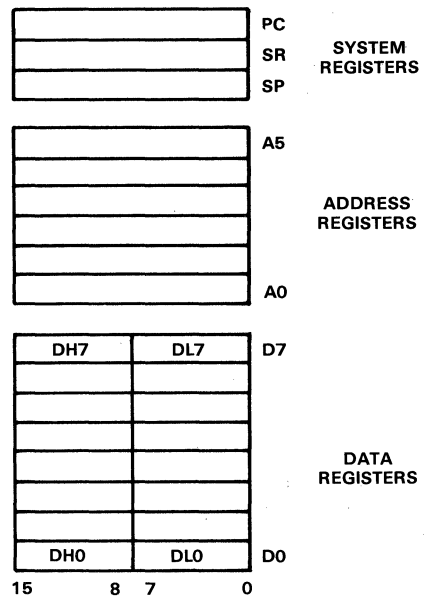 PC
SR
SP
SYSTEM
REGISTERS
A5
ADDRESS
REGISTERS
A0
DH7 DL7 D7
DATA
REGISTERS
DH0 DL0 D0
15 8 7 0